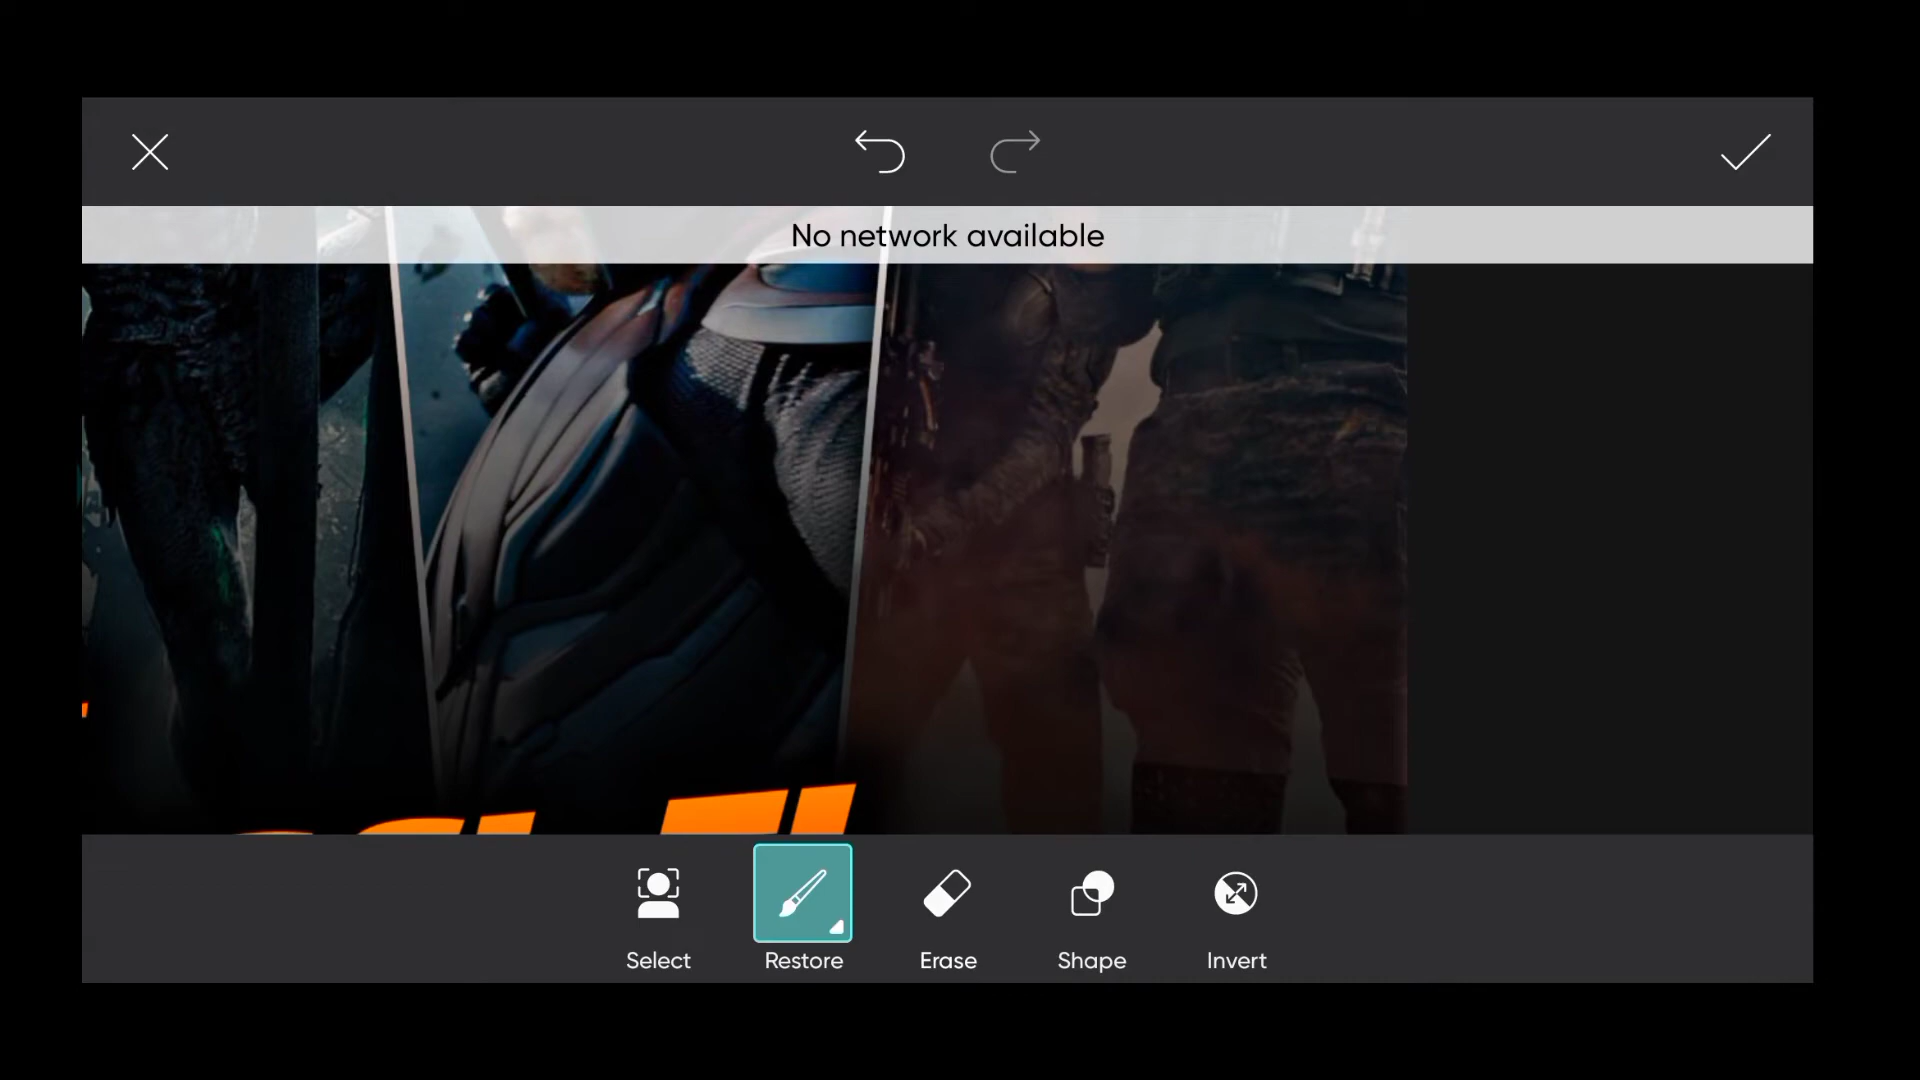 No network available
Select
Restore
Erase
Shape
Invert